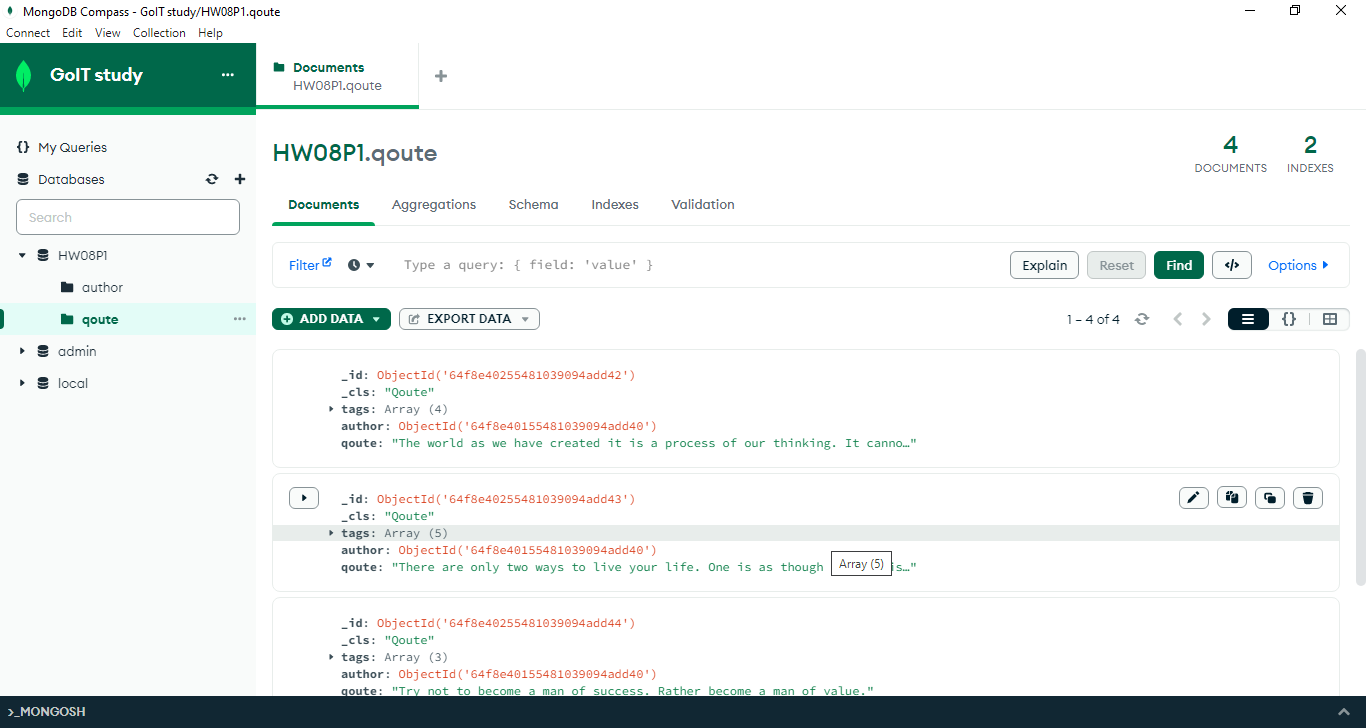 MongoDB Compass - GoIT study/HW08P1.qoute
Connect Edit View Collection Help
GoIT study
Documents
HW08P1.qoute
My Queries
Databases
Search
HW08P1
author
qoute
admin
local
HW08P1.qoute
4
DOCUMENTS
2
INDEXES
Documents Aggregations Schema Indexes Validation
Filter Type a query: { field: 'value' } Explain Reset Find </> Options
ADD DATA EXPORT DATA 1 – 4 of 4 {}
_id: ObjectId('64f8e40255481039094add42')
_cls: "Qoute"
tags: Array (4)
author: ObjectId('64f8e40155481039094add40')
qoute: "The world as we have created it is a process of our thinking. It canno…"
_id: ObjectId('64f8e40255481039094add43')
_cls: "Qoute"
tags: Array (5)
author: ObjectId('64f8e40155481039094add40')
qoute: "There are only two ways to live your life. One is as though is…"
Array (5)
_id: ObjectId('64f8e40255481039094add44')
_cls: "Qoute"
tags: Array (3)
author: ObjectId('64f8e40155481039094add40')
qoute: "Try not to become a man of success. Rather become a man of value."
>_MONGOSH